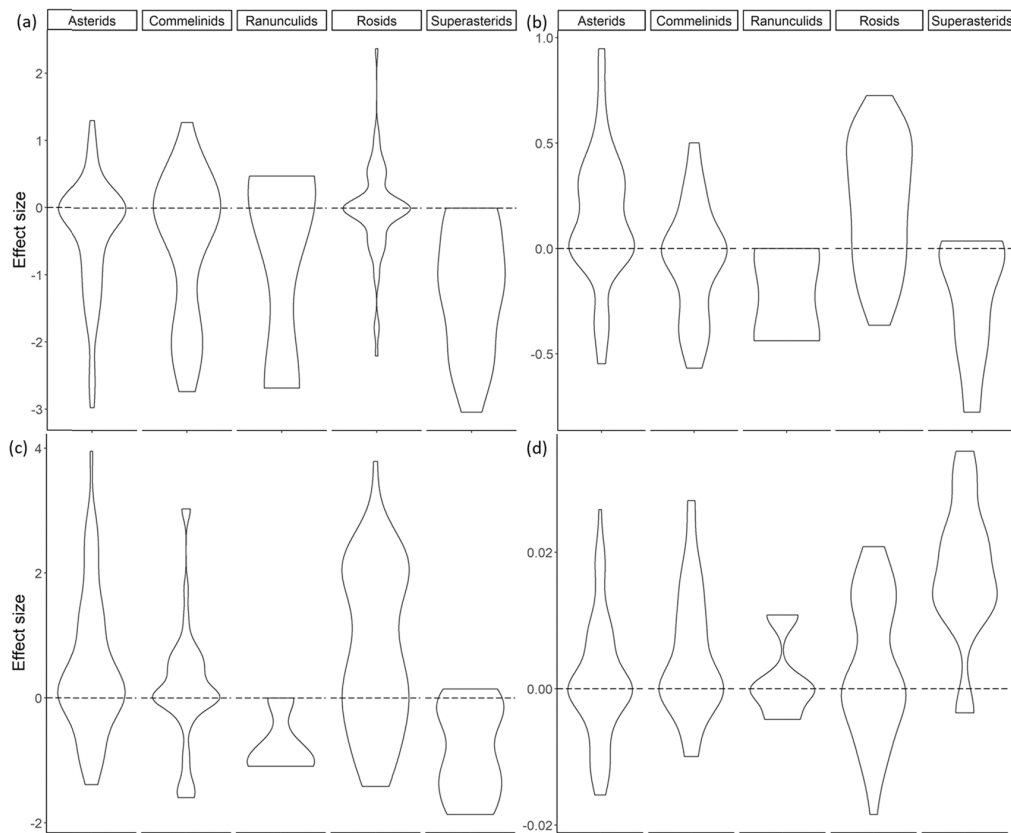 (a) Asterids Commelinids Ranunculids Rosids Superasterids
2
1
0
-1
-2
-3
Effect size
(b) Asterids Commelinids Ranunculids Rosids Superasterids
1.0
0.5
0.0
-0.5
(c)
4
2
0
-2
Effect size
(d)
0.02
0.00
-0.02